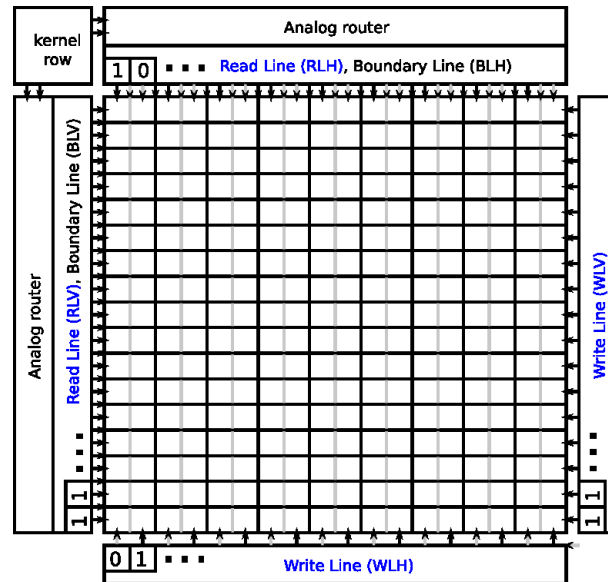 kernel
row
Analog router
1 0 ... Read Line (RLH), Boundary Line (BLH)
Analog router
1 1 ... Read Line (RLV), Boundary Line (BLV)
Write Line (WLV)
...
1
1
0 1 ... Write Line (WLH)